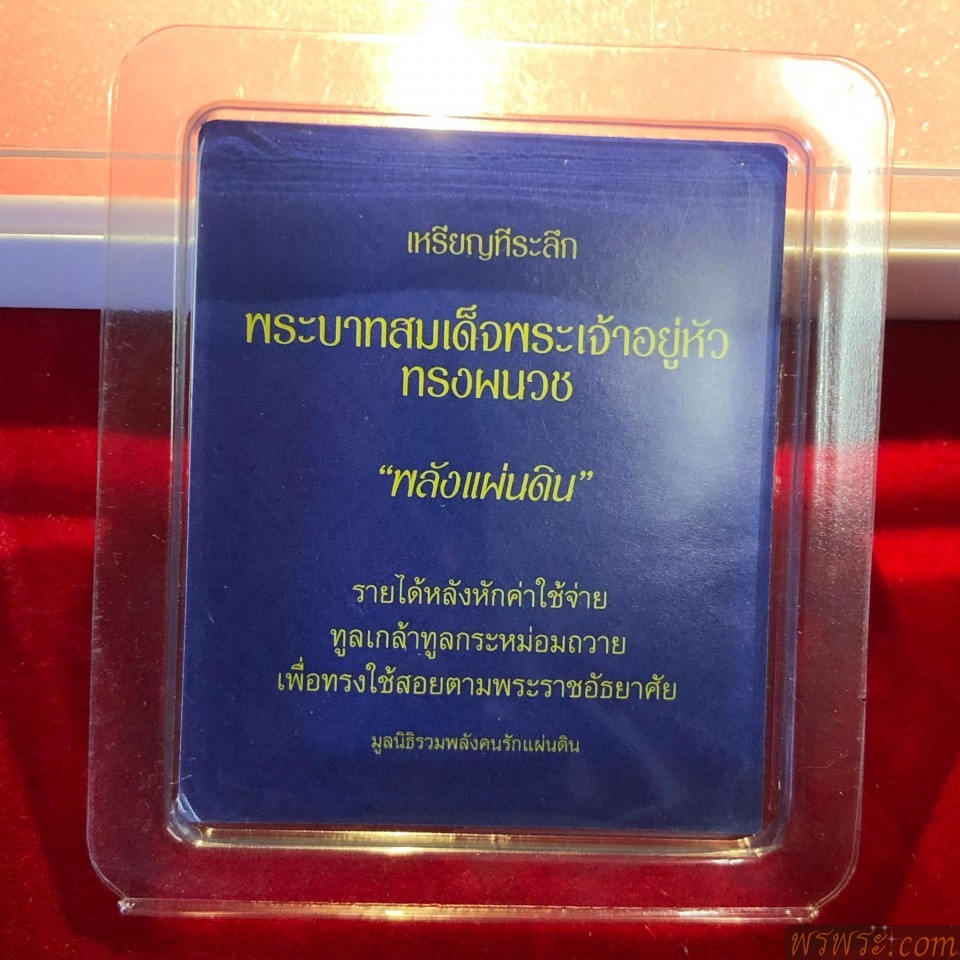 เหรียญที่ระลึก
พระบาทสมเด็จพระเจ้าอยู่หัว
ทรงผนวช
“พลังแผ่นดิน”
รายได้หลังหักค่าใช้จ่าย
ทูลเกล้าทูลกระหม่อมถวาย
เพื่อทรงใช้สอยตามพระราชอัธยาศัย
มูลนิธิรวมพลังคนรักแผ่นดิน
พรพระ.com